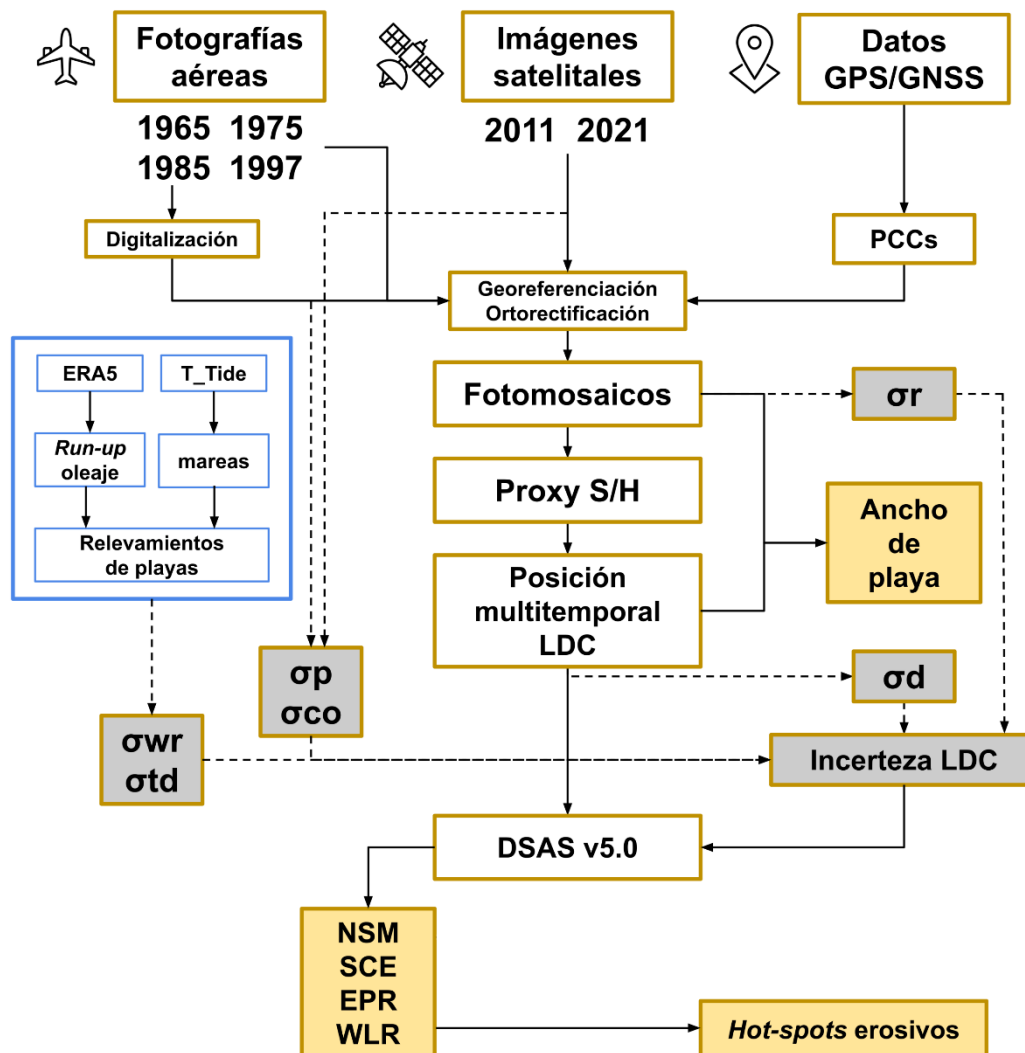 Fotografías
aéreas
Imágenes
satelitales
Datos
GPS/GNSS
1965 1975
1985 1997
2011 2021
Digitalización
PCCs
Georeferenciación
Ortorectificación
ERA5
T_Tide
Run-up
oleaje
mareas
Relevamientos
de playas
Fotomosaicos
σr
Proxy S/H
Ancho
de
playa
Posición
multitemporal
LDC
σp
σco
σd
σwr
σtd
Incerteza LDC
DSAS v5.0
NSM
SCE
EPR
WLR
Hot-spots erosivos